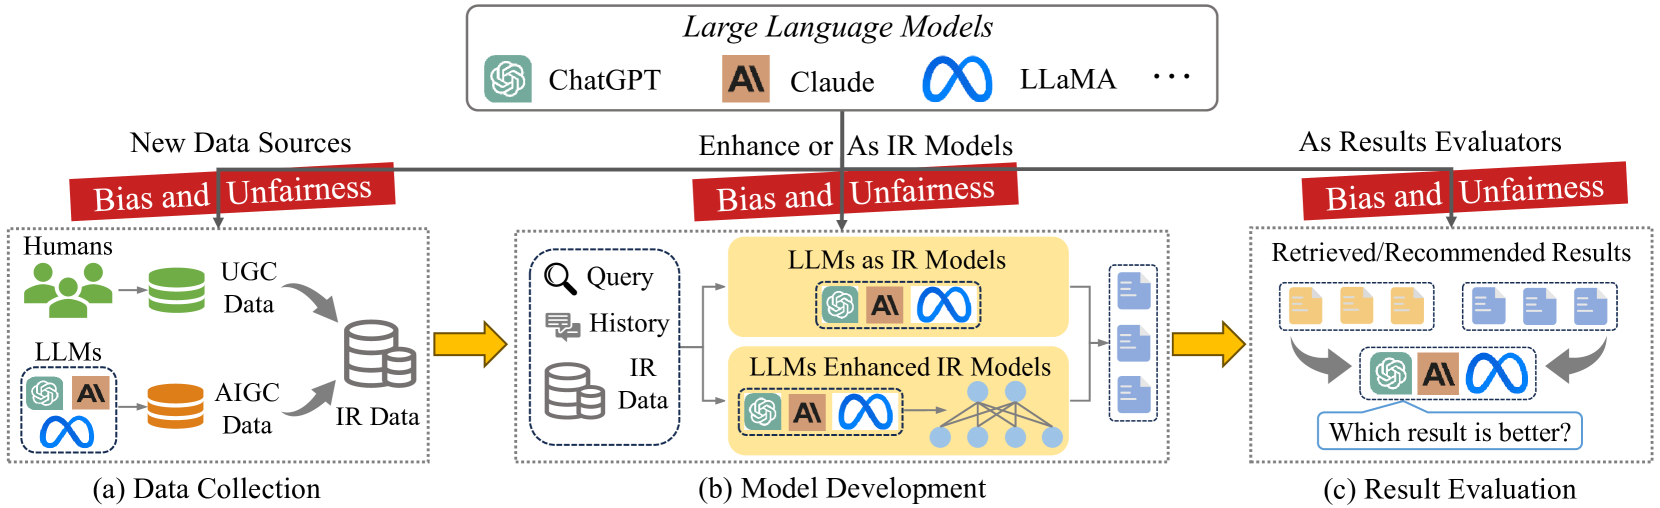 Large Language Models
ChatGPT
Claude
LLaMA
...
New Data Sources
Enhance or As IR Models
As Results Evaluators
Bias and Unfairness
Bias and Unfairness
Bias and Unfairness
Humans
UGC
Data
LLMs
AIGC
Data
IR Data
(a) Data Collection
Query
History
IR
Data
LLMs as IR Models
LLMs Enhanced IR Models
(b) Model Development
Retrieved/Recommended Results
Which result is better?
(c) Result Evaluation